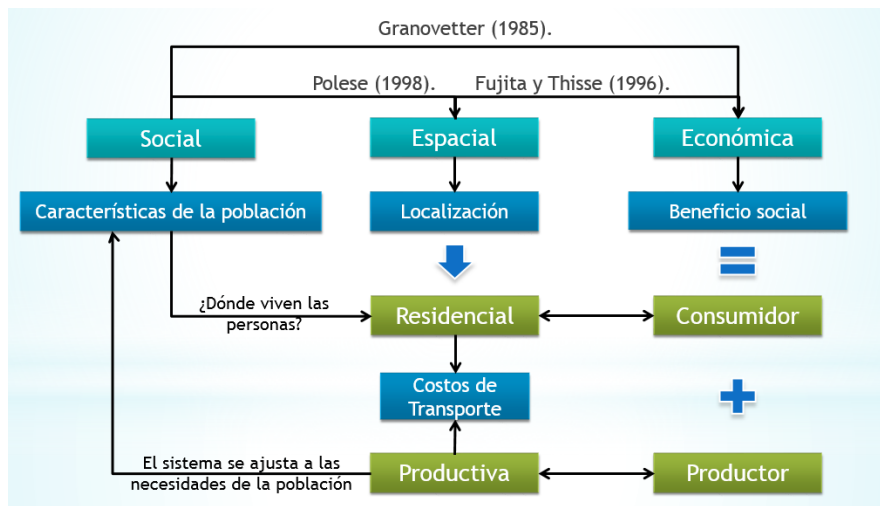 Granovetter (1985).
Polese (1998).
Fujita y Thisse (1996).
Social
Espacial
Económica
Características de la población
Localización
Beneficio social
¿Dónde viven las
personas?
Residencial
Consumidor
Costos de
Transporte
El sistema se ajusta a las
necesidades de la población
Productiva
Productor